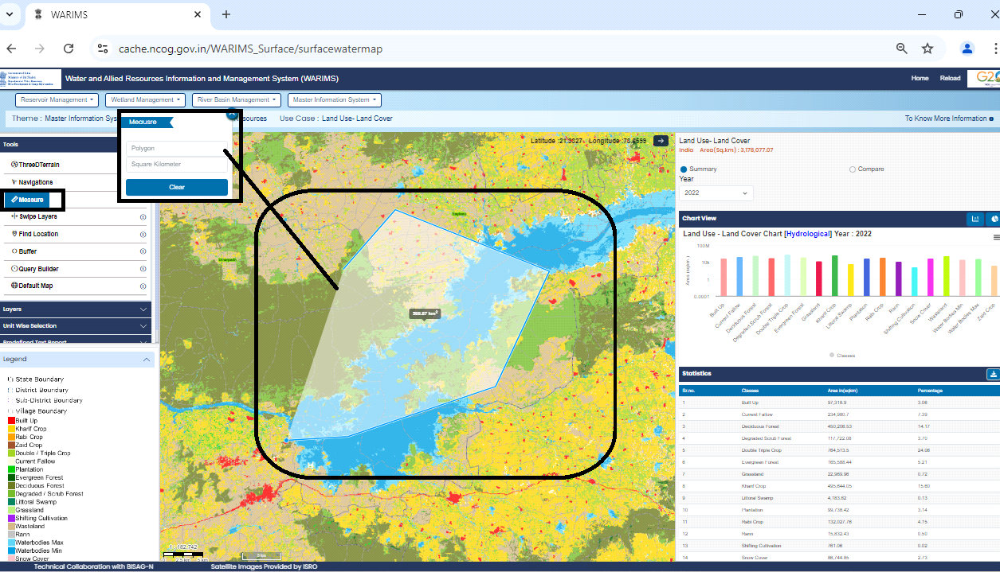 WARIMS
cache.ncog.gov.in/WARIMS_Surface/surfacewatermap
Water and Allied Resources Information and Management System (WARIMS)
Home
Reload
Reservoir Management
Wetland Management
River Basin Management
Master Information System
Theme : Master Information Sys
sources
Use Case : Land Use- Land Cover
To Know More Information
Measure
Polygon
Square Kilometer
Clear
Tools
ThreeDTerrain
Navigations
Measure
Swipe Layers
Find Location
Buffer
Query Builder
Default Map
Layers
Unit Wise Selection
Predefined Text Report
Legend
State Boundary
District Boundary
Sub-District Boundary
Village Boundary
Built Up
Kharif Crop
Rabi Crop
Zaid Crop
Double / Triple Crop
Current Fallow
Plantation
Evergreen Forest
Deciduous Forest
Degraded / Scrub Forest
Littoral Swamp
Grassland
Shifting Cultivation
Wasteland
Rann
Waterbodies Max
Waterbodies Min
Snow Cover
Latitude :21.3327 Longitude :78.6599
588.87 km²
1 : 182,742
5 km
Technical Collaboration with BISAG-N
Satellite Images Provided by ISRO
Land Use- Land Cover
India Area(Sq.km) : 3,178,077.07
Summary
Compare
Year
2022
Chart View
Land Use - Land Cover Chart [Hydrological] Year : 2022
Area (sqkm.)
100M
10k
1
0.0001
Built Up
Current Fallow
Deciduous Forest
Degraded Scrub Forest
Double Triple Crop
Evergreen Forest
Grassland
Kharif Crop
Littoral Swamp
Plantation
Rabi Crop
Rann
Shifting Cultivation
Snow Cover
Wasteland
Water Bodies Min
Water Bodies Max
Zaid Crop
Classes
Statistics
Sr.no. Classes Area in(sqkm) Percentage
1 Built Up 97,318.9 3.06
2 Current Fallow 234,980.7 7.39
3 Deciduous Forest 450,206.53 14.17
4 Degraded Scrub Forest 117,722.08 3.70
5 Double Triple Crop 764,513.5 24.06
6 Evergreen Forest 165,568.44 5.21
7 Grassland 22,969.96 0.72
8 Kharif Crop 495,644.05 15.60
9 Littoral Swamp 4,183.82 0.13
10 Plantation 99,738.42 3.14
11 Rabi Crop 132,027.78 4.15
12 Rann 15,832.43 0.50
13 Shifting Cultivation 761.06 0.02
14 Snow Cover 86,744.85 2.73